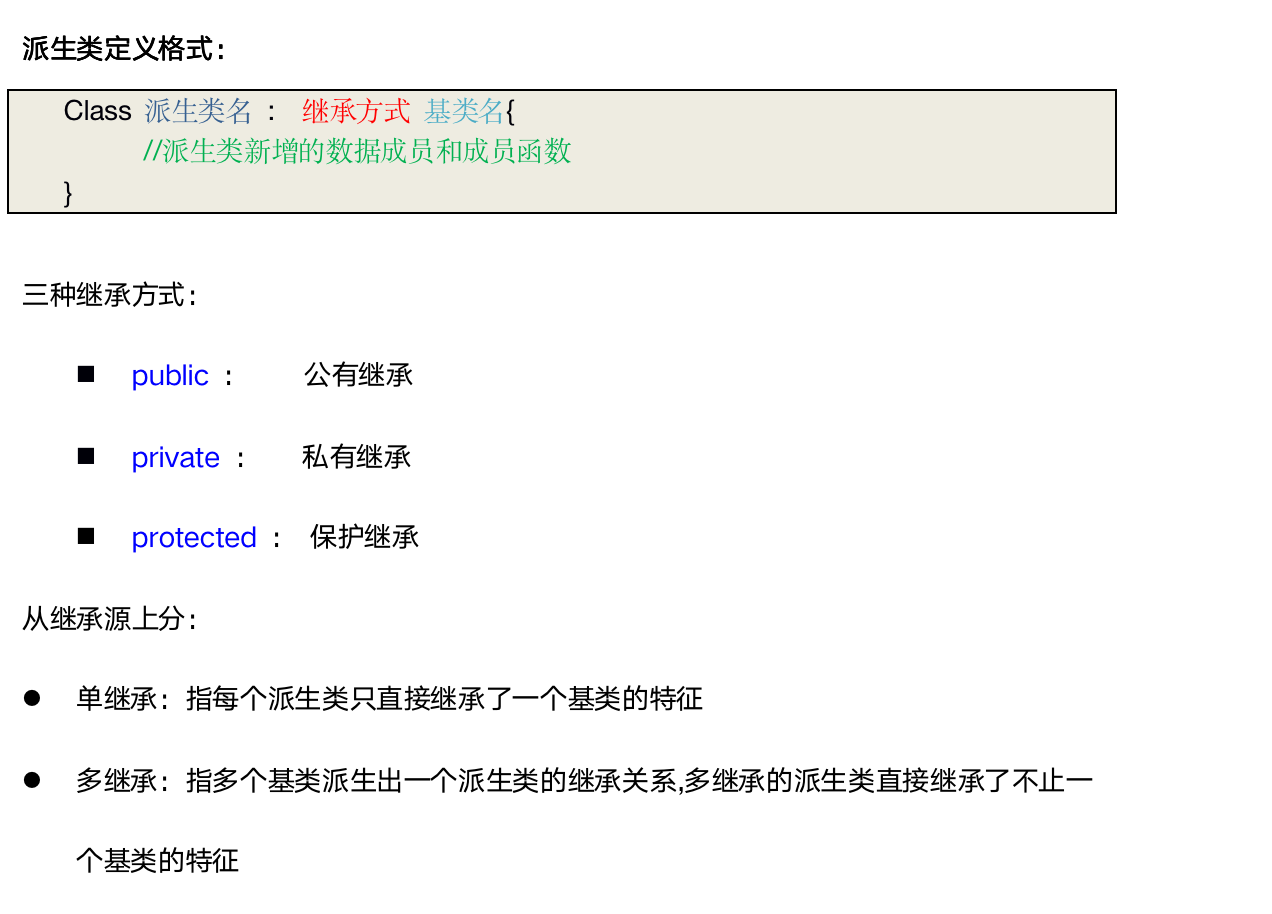 派生类定义格式：
Class 派生类名 ： 继承方式 基类名{
//派生类新增的数据成员和成员函数
}
三种继承方式：
■ public ： 公有继承
■ private ： 私有继承
■ protected ： 保护继承
从继承源上分：
● 单继承：指每个派生类只直接继承了一个基类的特征
● 多继承：指多个基类派生出一个派生类的继承关系,多继承的派生类直接继承了不止一
个基类的特征